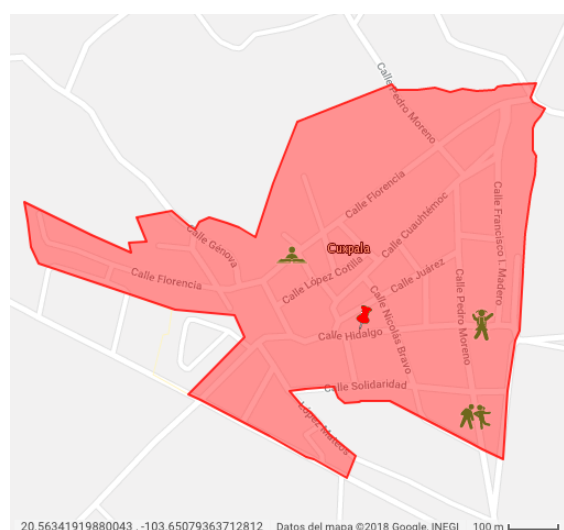 Calle Pedro Moreno
Calle Florencia
Calle Francisco I. Madero
Calle Cuauhtémoc
Calle Génova
Cuxpala
Calle López Cotilla
Calle Juárez
Calle Florencia
Calle Nicolás Bravo
Calle Pedro Moreno
Calle Hidalgo
Calle Solidaridad
López Mateos
20.56341919880043 , -103.65079363712812 Datos del mapa ©2018 Google, INEGI 100 m